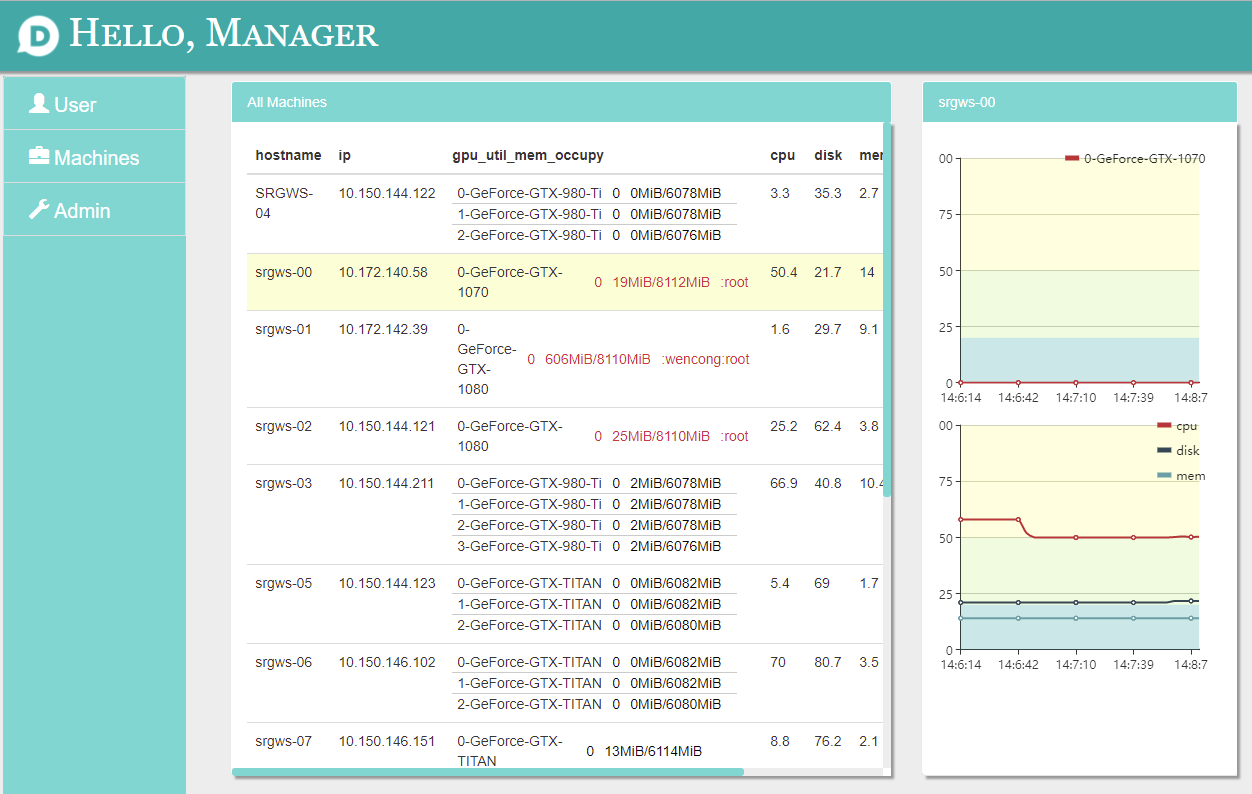 D Hello, Manager
User
Machines
Admin
All Machines
hostname ip gpu_util_mem_occupy cpu disk mem
SRGWS-04 10.150.144.122 0-GeForce-GTX-980-Ti 0 0MiB/6078MiB 3.3 35.3 2.7
1-GeForce-GTX-980-Ti 0 0MiB/6078MiB
2-GeForce-GTX-980-Ti 0 0MiB/6076MiB
srgws-00 10.172.140.58 0-GeForce-GTX-1070 0 19MiB/8112MiB :root 50.4 21.7 14
srgws-01 10.172.142.39 0-GeForce-GTX-1080 0 606MiB/8110MiB :wencong:root 1.6 29.7 9.1
srgws-02 10.150.144.121 0-GeForce-GTX-1080 0 25MiB/8110MiB :root 25.2 62.4 3.8
srgws-03 10.150.144.211 0-GeForce-GTX-980-Ti 0 2MiB/6078MiB 66.9 40.8 10.4
1-GeForce-GTX-980-Ti 0 2MiB/6078MiB
2-GeForce-GTX-980-Ti 0 2MiB/6078MiB
3-GeForce-GTX-980-Ti 0 2MiB/6076MiB
srgws-05 10.150.144.123 0-GeForce-GTX-TITAN 0 0MiB/6082MiB 5.4 69 1.7
1-GeForce-GTX-TITAN 0 0MiB/6082MiB
2-GeForce-GTX-TITAN 0 0MiB/6080MiB
srgws-06 10.150.146.102 0-GeForce-GTX-TITAN 0 0MiB/6082MiB 70 80.7 3.5
1-GeForce-GTX-TITAN 0 0MiB/6082MiB
2-GeForce-GTX-TITAN 0 0MiB/6080MiB
srgws-07 10.150.146.151 0-GeForce-GTX-TITAN 0 13MiB/6114MiB 8.8 76.2 2.1
srgws-00
0-GeForce-GTX-1070
00
75
50
25
0
14:6:14 14:6:42 14:7:10 14:7:39 14:8:7
cpu
disk
mem
00
75
50
25
0
14:6:14 14:6:42 14:7:10 14:7:39 14:8:7